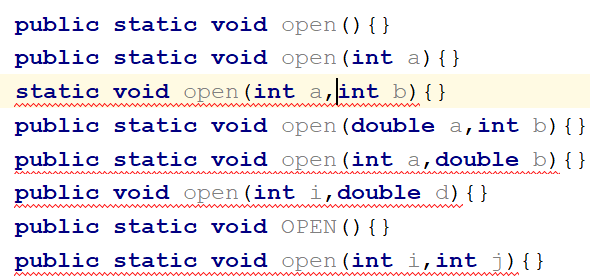 public static void open(){}
public static void open(int a){}
static void open(int a,int b){}
public static void open(double a,int b){}
public static void open(int a,double b){}
public void open(int i,double d){}
public static void OPEN(){}
public static void open(int i,int j){}